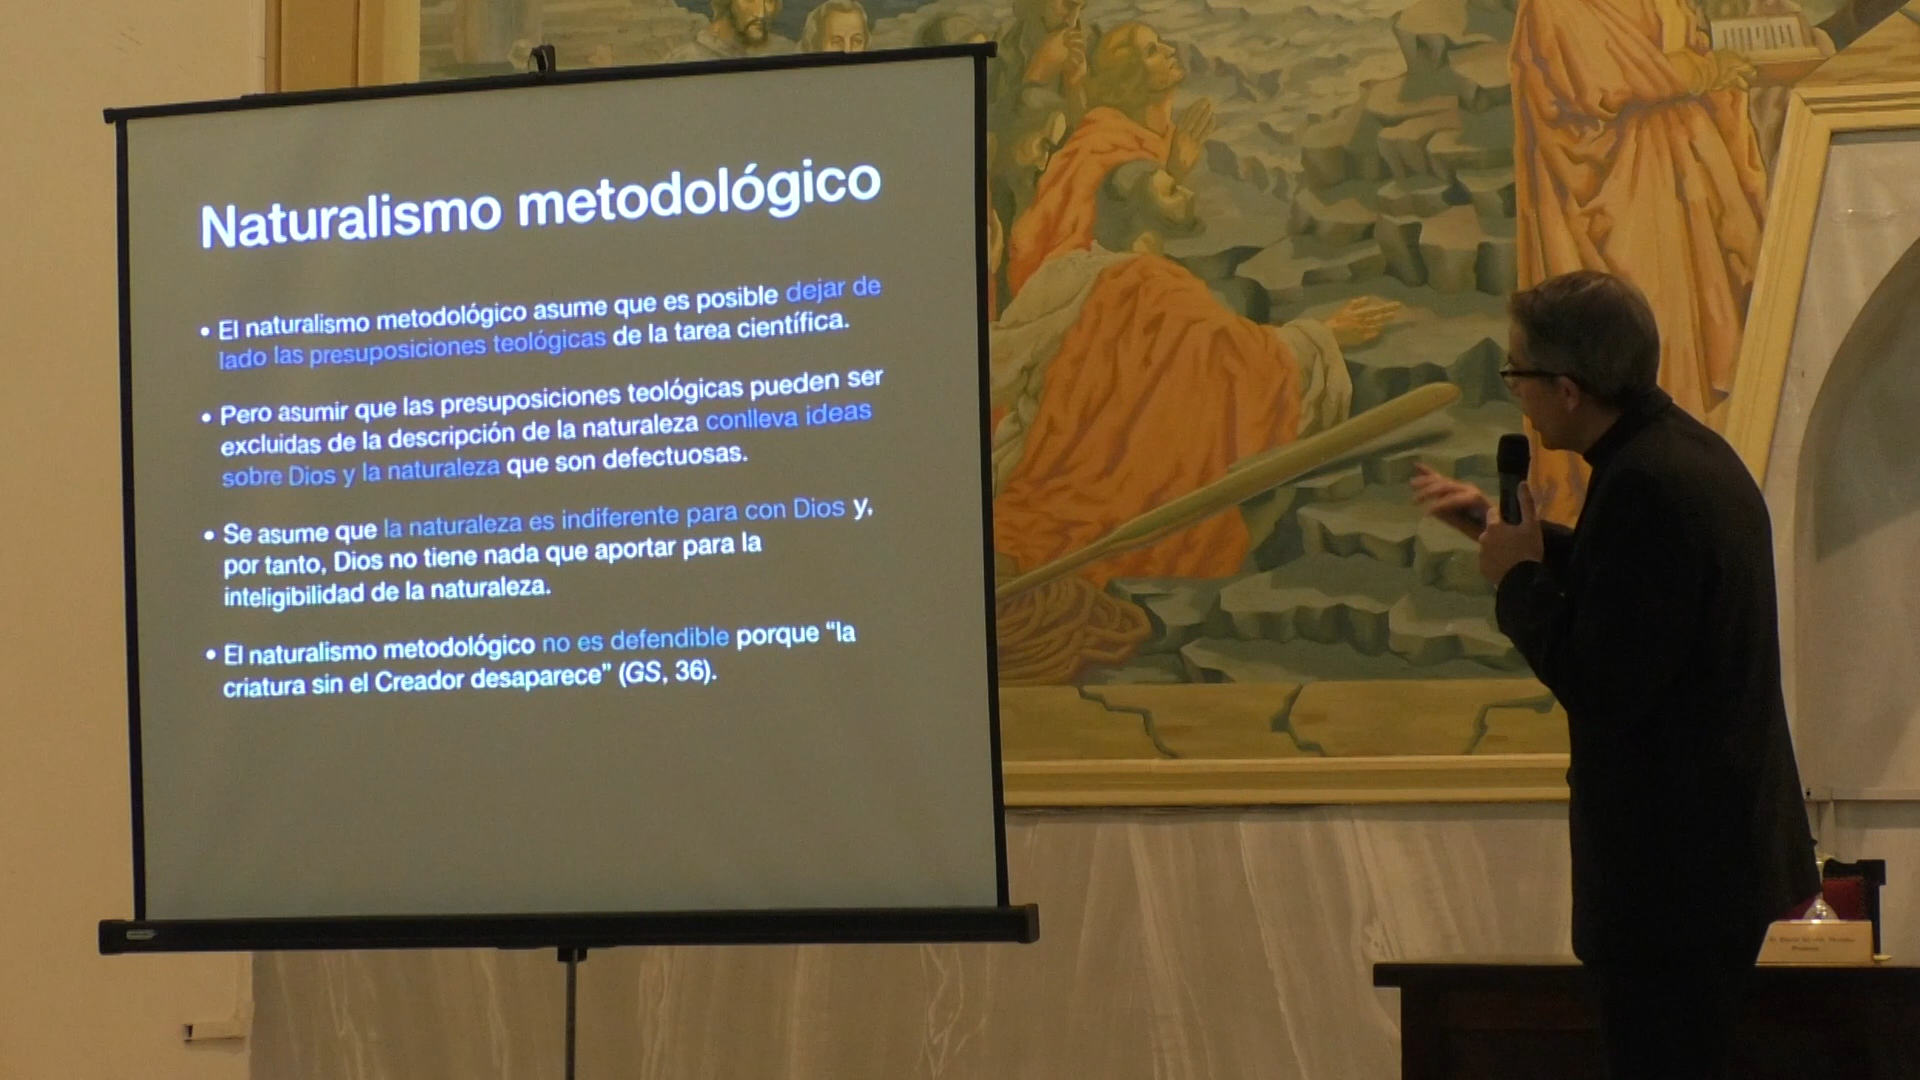 Naturalismo metodológico
• El naturalismo metodológico asume que es posible dejar de
lado las presuposiciones teológicas de la tarea científica.
• Pero asumir que las presuposiciones teológicas pueden ser
excluidas de la descripción de la naturaleza conlleva ideas
sobre Dios y la naturaleza que son defectuosas.
• Se asume que la naturaleza es indiferente para con Dios y,
por tanto, Dios no tiene nada que aportar para la
inteligibilidad de la naturaleza.
• El naturalismo metodológico no es defendible porque “la
criatura sin el Creador desaparece” (GS, 36).